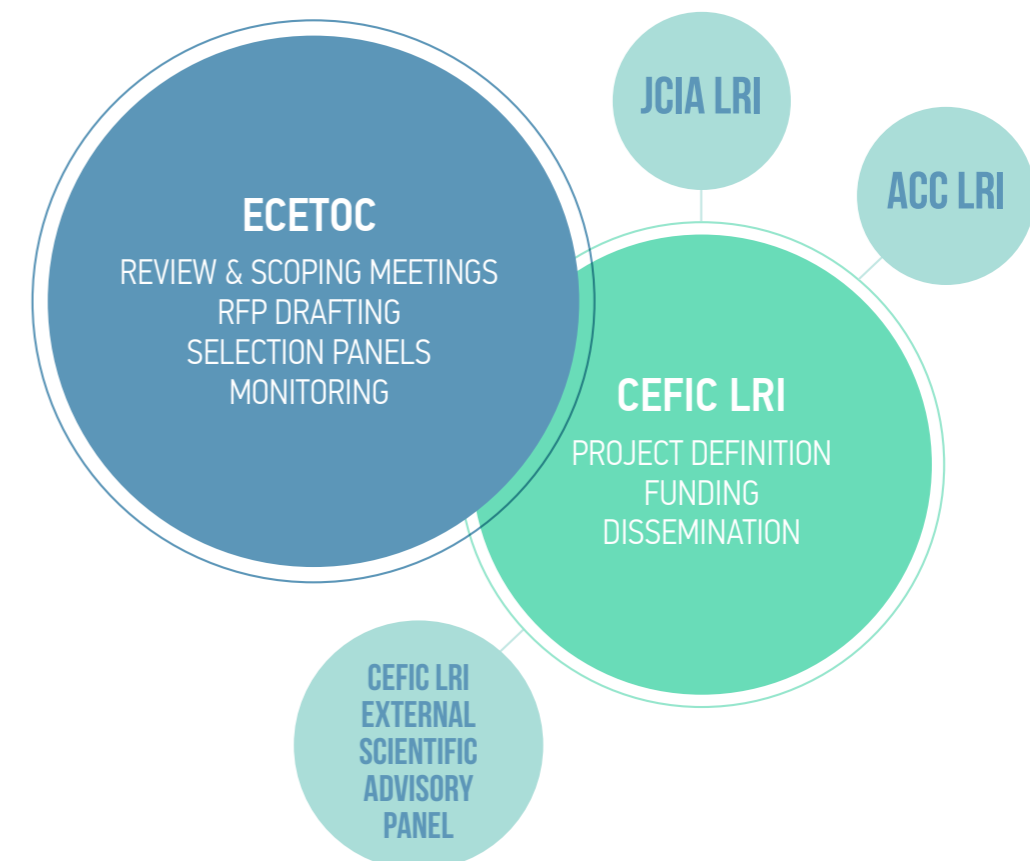 JCIA LRI
ACC LRI
ECETOC
REVIEW & SCOPING MEETINGS
RFP DRAFTING
SELECTION PANELS
MONITORING
CEFIC LRI
PROJECT DEFINITION
FUNDING
DISSEMINATION
CEFIC LRI
EXTERNAL
SCIENTIFIC
ADVISORY
PANEL